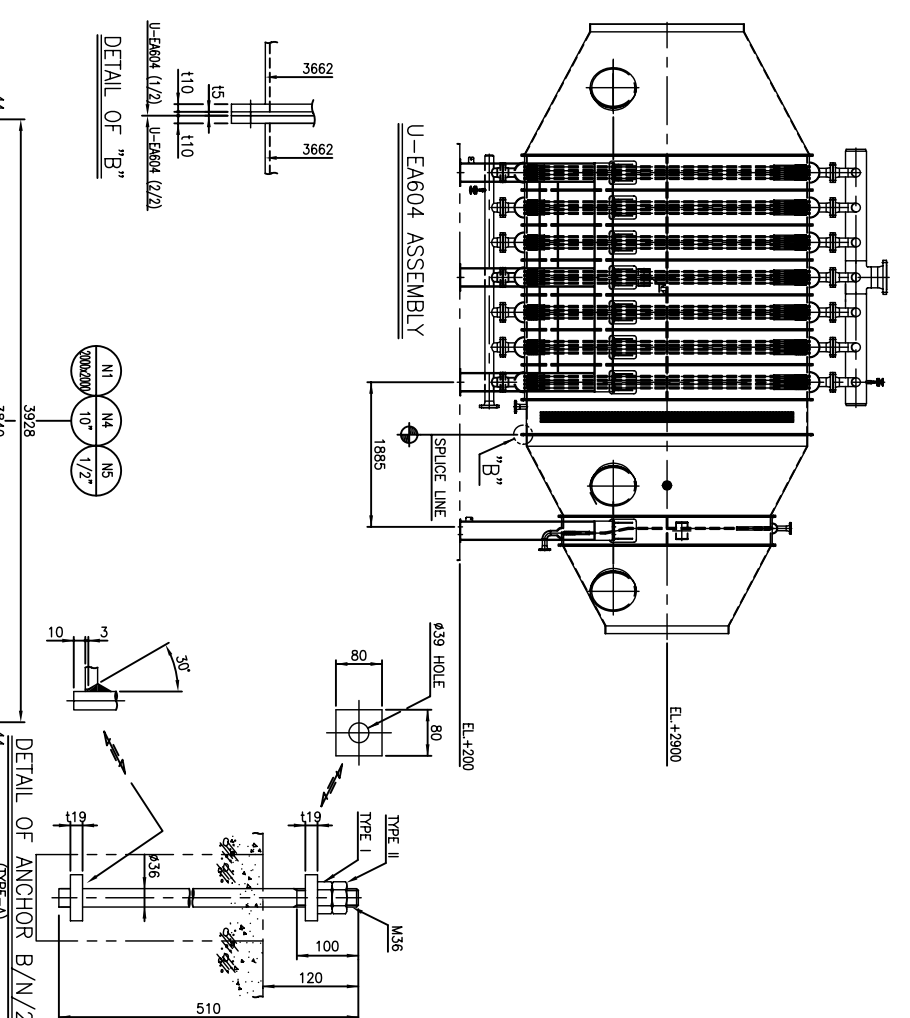 U-EA604 ASSEMBLY
EL.+2900
EL.+200
SPLICE LINE
"B"
1885
3662
3662
t5
t10
t10
U-EA604 (1/2)
U-EA604 (2/2)
DETAIL OF "B"
N1
2000x2000
N4
10"
N5
1/2"
3928
ø39 HOLE
80
80
30°
10
3
t19
t19
TYPE I
TYPE II
M36
ø36
100
120
510
DETAIL OF ANCHOR B/N/2
(TYPE-A)